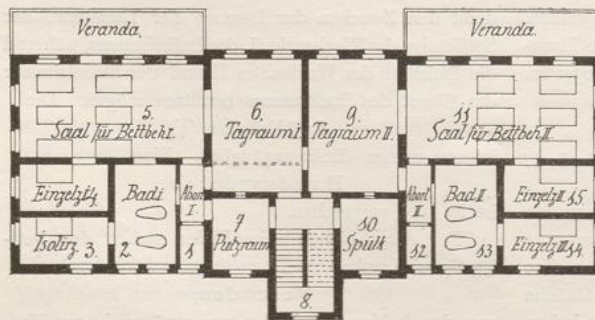 Veranda.
Veranda.
5.
Saal für Bettbeh I.
6.
Tagraum I
9.
Tagraum II.
11
Saal für Bettbeh II
Einzelz I 4
Bad I
Abort
I
Abort
II
Bad II
Einzelz II. 15.
7
Putzraum
10.
Spülk
Isolirz. 3.
2.
1
8.
12
13
Einzelz III 14.